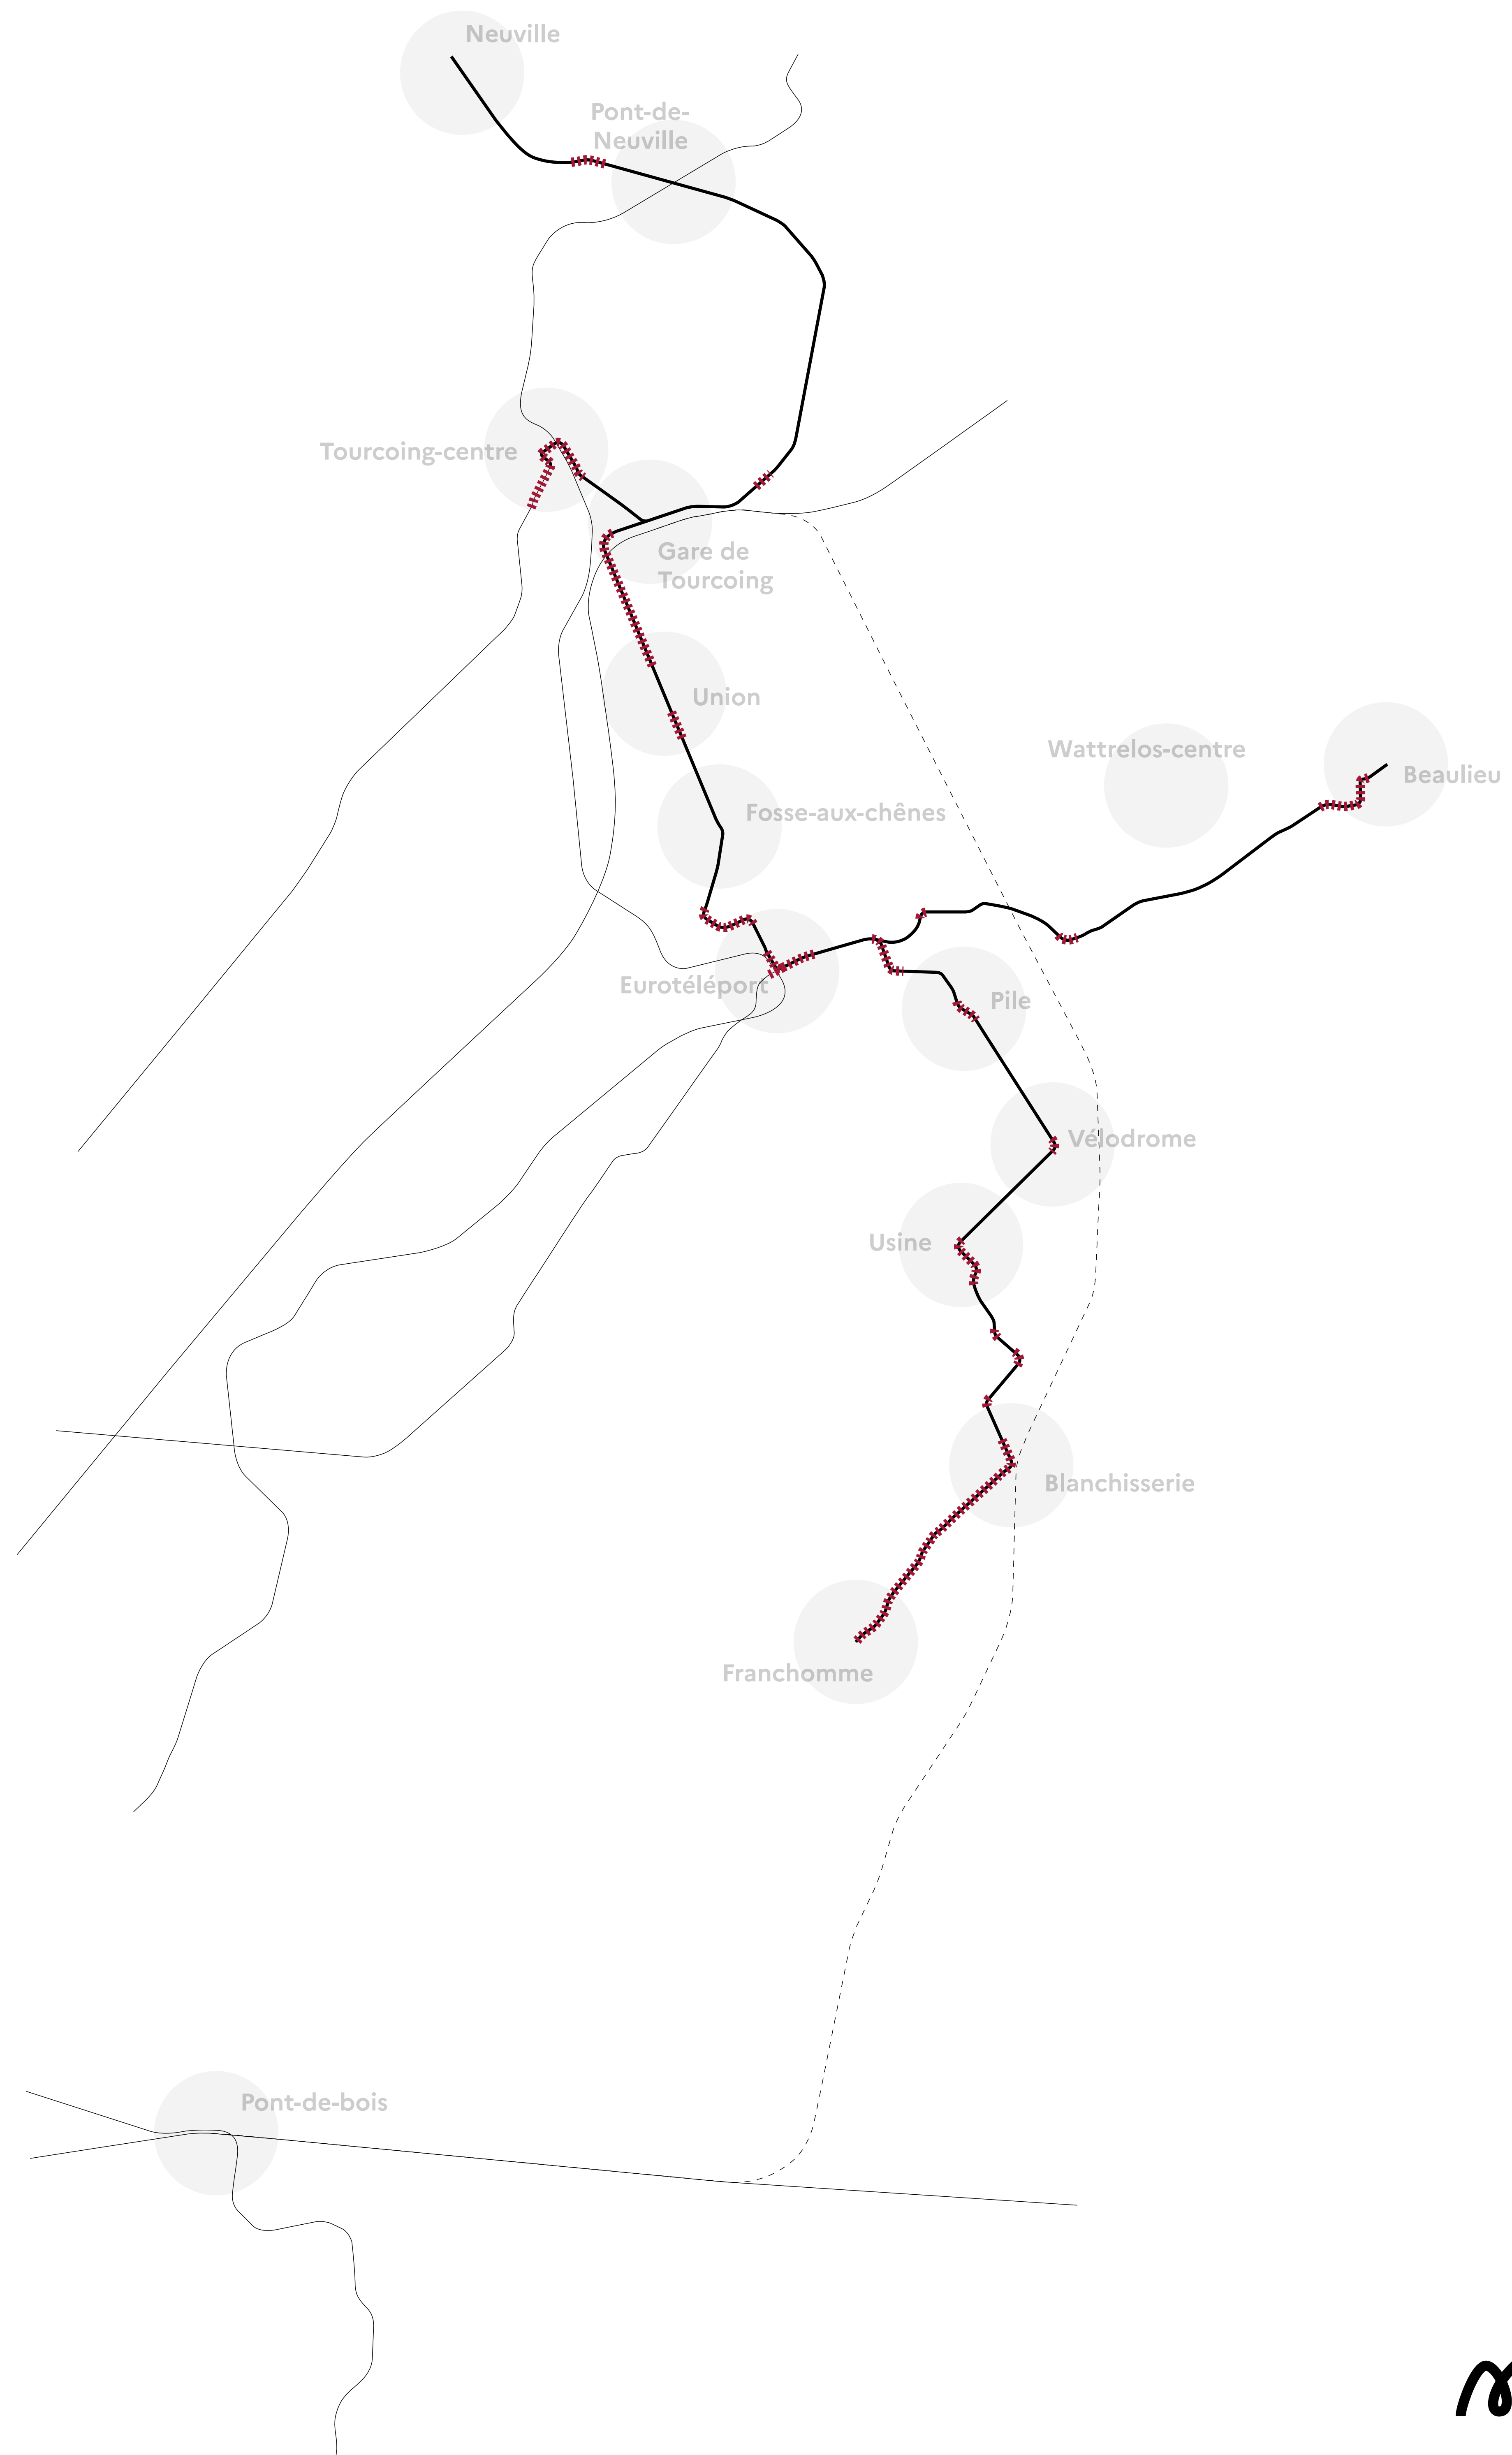 Neuville
Pont-de-
Neuville
Tourcoing-centre
Gare de
Tourcoing
Union
Wattrelos-centre
Beaulieu
Fosse-aux-chênes
Eurotéléport
Pile
Vélodrome
Usine
Blanchisserie
Franchomme
Pont-de-bois